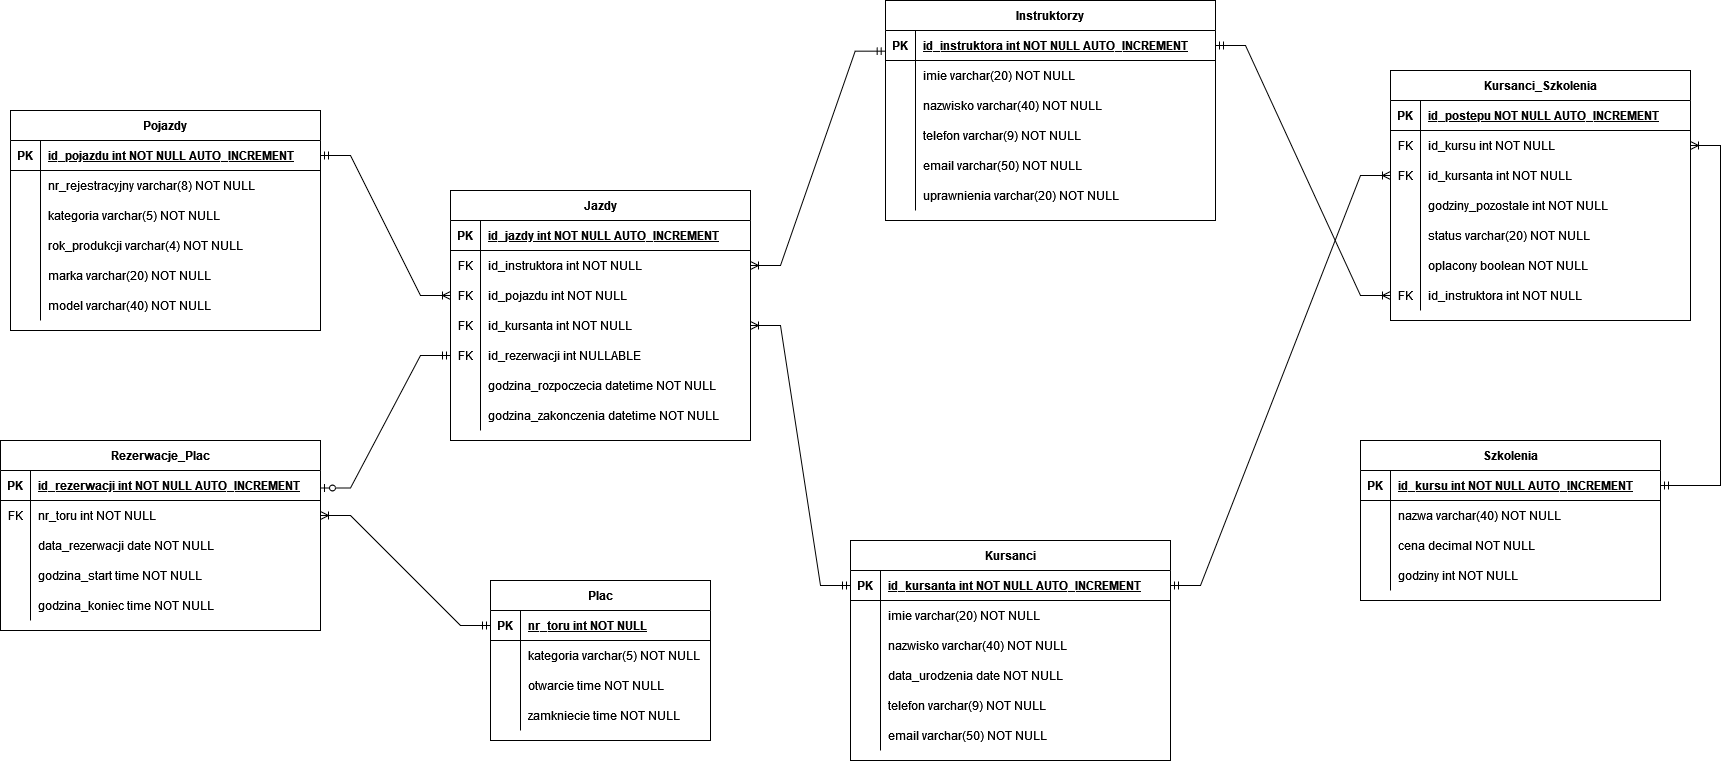 Instruktorzy
PK id_instruktora int NOT NULL AUTO_INCREMENT
imie varchar(20) NOT NULL
nazwisko varchar(40) NOT NULL
telefon varchar(9) NOT NULL
email varchar(50) NOT NULL
uprawnienia varchar(20) NOT NULL
Kursanci_Szkolenia
PK id_postepu NOT NULL AUTO_INCREMENT
FK id_kursu int NOT NULL
FK id_kursanta int NOT NULL
godziny_pozostale int NOT NULL
status varchar(20) NOT NULL
oplacony boolean NOT NULL
FK id_instruktora int NOT NULL
Pojazdy
PK id_pojazdu int NOT NULL AUTO_INCREMENT
nr_rejestracyjny varchar(8) NOT NULL
kategoria varchar(5) NOT NULL
rok_produkcji varchar(4) NOT NULL
marka varchar(20) NOT NULL
model varchar(40) NOT NULL
Jazdy
PK id_jazdy int NOT NULL AUTO_INCREMENT
FK id_instruktora int NOT NULL
FK id_pojazdu int NOT NULL
FK id_kursanta int NOT NULL
FK id_rezerwacji int NULLABLE
godzina_rozpoczecia datetime NOT NULL
godzina_zakonczenia datetime NOT NULL
Rezerwacje_Plac
PK id_rezerwacji int NOT NULL AUTO_INCREMENT
FK nr_toru int NOT NULL
data_rezerwacji date NOT NULL
godzina_start time NOT NULL
godzina_koniec time NOT NULL
Szkolenia
PK id_kursu int NOT NULL AUTO_INCREMENT
nazwa varchar(40) NOT NULL
cena decimal NOT NULL
godziny int NOT NULL
Kursanci
PK id_kursanta int NOT NULL AUTO_INCREMENT
imie varchar(20) NOT NULL
nazwisko varchar(40) NOT NULL
data_urodzenia date NOT NULL
telefon varchar(9) NOT NULL
email varchar(50) NOT NULL
Plac
PK nr_toru int NOT NULL
kategoria varchar(5) NOT NULL
otwarcie time NOT NULL
zamkniecie time NOT NULL